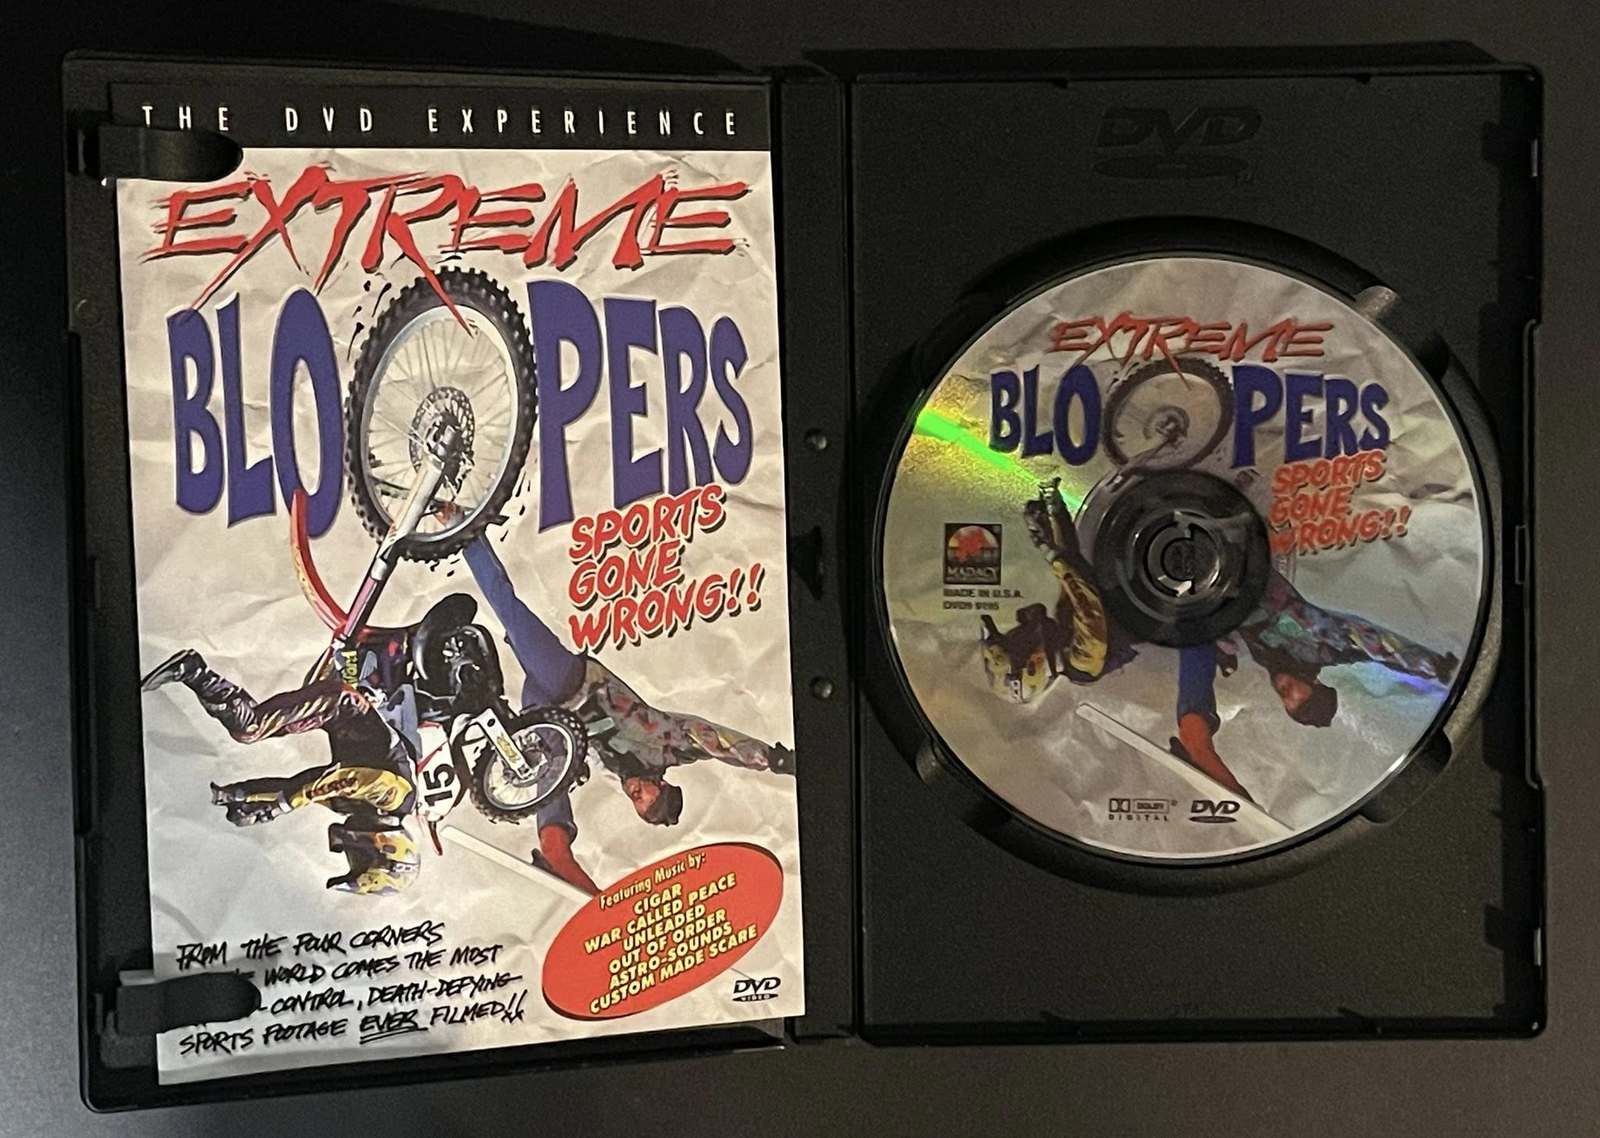 THE DVD EXPERIENCE
EXTREME
BLOOPERS
SPORTS
GONE
WRONG!!
15
Featuring Music by:
CIGAR
WAR CALLED PEACE
UNLEADED
OUT OF ORDER
ASTRO-SOUNDS
CUSTOM MADE SCARE
FROM THE FOUR CORNERS
WORLD COMES THE MOST
-CONTROL, DEATH-DEFYING
SPORTS FOOTAGE EVER FILMED!!
DVD
VIDEO
DVD
EXTREME
BLOOPERS
SPORTS
GONE
WRONG!!
MADACY
MADE IN U.S.A.
DOLBY
DIGITAL
DVD